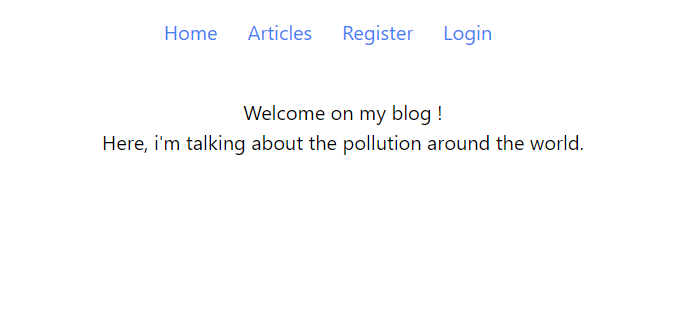 Home Articles Register Login
Welcome on my blog !
Here, i'm talking about the pollution around the world.